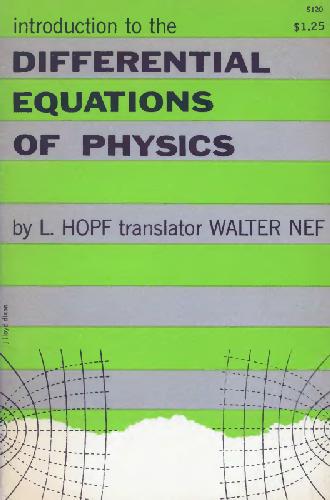 S120
introduction to the
$1.25
DIFFERENTIAL
EQUATIONS
OF PHYSICS
by L. HOPF translator WALTER NEF